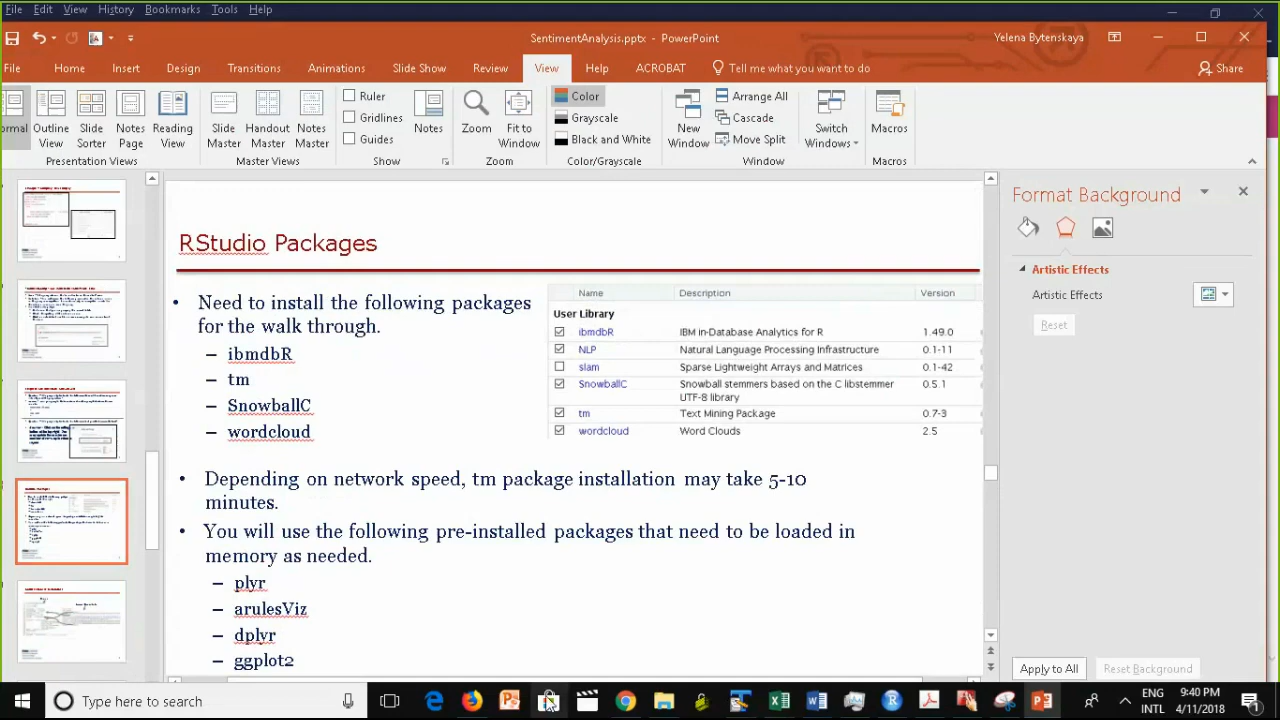 File Edit View History Bookmarks Tools Help
SentimentAnalysis.pptx - PowerPoint
Yelena Bytenskaya
File Home Insert Design Transitions Animations Slide Show Review View Help ACROBAT Tell me what you want to do Share
Outline View
Slide Sorter
Notes Page
Reading View
Presentation Views
Slide Master
Handout Master
Notes Master
Master Views
Ruler
Gridlines
Guides
Show
Notes
Zoom
Fit to Window
Zoom
Color
Grayscale
Black and White
Color/Grayscale
New Window
Arrange All
Cascade
Move Split
Window
Switch Windows
Macros
Macros
RStudio Packages
• Need to install the following packages
for the walk through.
– ibmdbR
– tm
– SnowballC
– wordcloud
Name Description Version
User Library
ibmdbR IBM in-Database Analytics for R 1.49.0
NLP Natural Language Processing Infrastructure 0.1-11
slam Sparse Lightweight Arrays and Matrices 0.1-42
SnowballC Snowball stemmers based on the C libstemmer 0.5.1
UTF-8 library
tm Text Mining Package 0.7-3
wordcloud Word Clouds 2.5
• Depending on network speed, tm package installation may take 5-10
minutes.
• You will use the following pre-installed packages that need to be loaded in
memory as needed.
– plyr
– arulesViz
– dplyr
– ggplot2
Format Background
Artistic Effects
Artistic Effects
Reset
Apply to All Reset Background
Type here to search
ENG
INTL
9:40 PM
4/11/2018